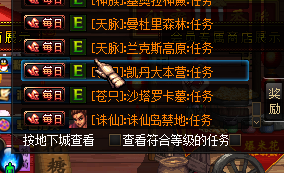 每日 E [神族]:塞奥拉神殿:任务
每日 E [天脉]:曼杜里森林:任务
每日 E [天脉]:兰克斯高原:任务
每日 E 凯丹大本营:任务
每日 E [苍只]:沙塔罗卡墓:任务
每日 [诛仙]:诛仙岛禁地:任务
按地下城查看 查看符合等级的任务
奖励